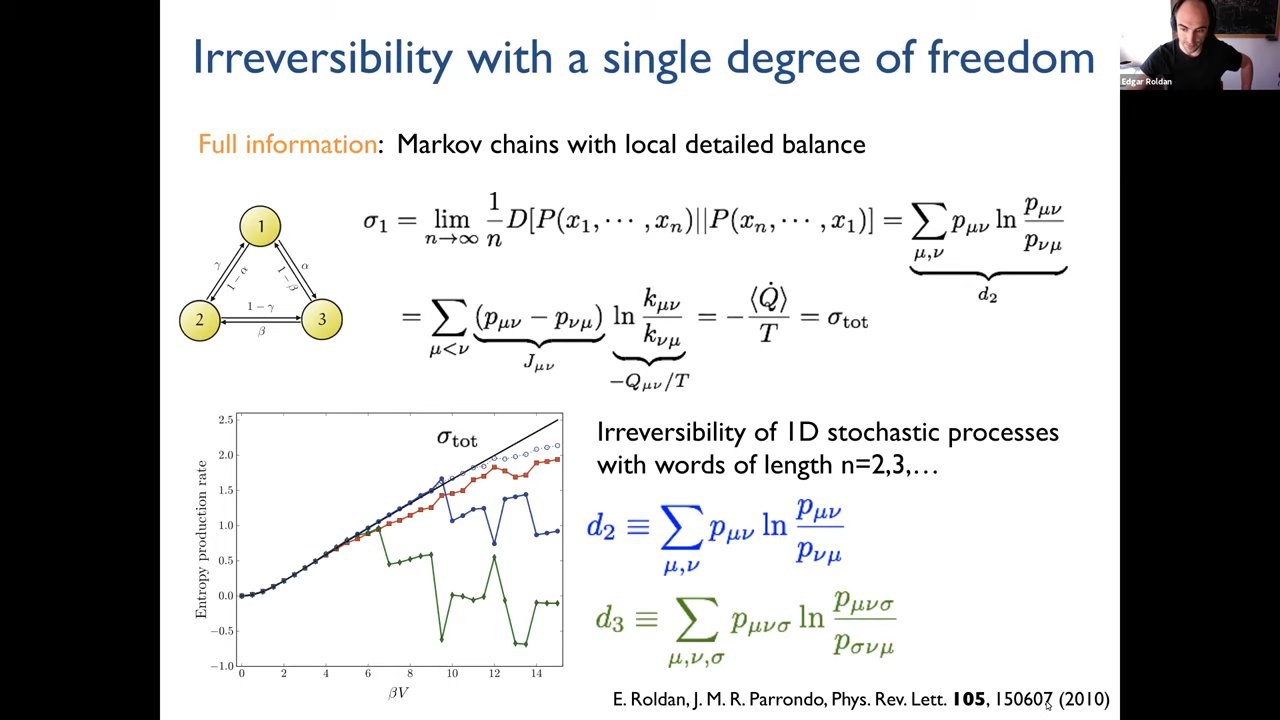 Irreversibility with a single degree of freedom
Edgar Roldan
Full information: Markov chains with local detailed balance
1
2
3
γ
1 − α
α
1 − β
1 − γ
β
σ₁ = lim_{n→∞} 1/n D[P(x₁, ⋯ , xₙ)||P(xₙ, ⋯ , x₁)] = ∑_{μ,ν} p_{μν} ln p_{μν}/p_{νμ}
d₂
= ∑_{μ<ν} (p_{μν} − p_{νμ}) ln k_{μν}/k_{νμ} = − ⟨Q̇⟩/T = σ_tot
J_{μν}
−Q_{μν}/T
σ_tot
Entropy production rate
2.5
2.0
1.5
1.0
0.5
0.0
−0.5
−1.0
0 2 4 6 8 10 12 14
βV
Irreversibility of 1D stochastic processes
with words of length n=2,3,…
d₂ ≡ ∑_{μ,ν} p_{μν} ln p_{μν}/p_{νμ}
d₃ ≡ ∑_{μ,ν,σ} p_{μνσ} ln p_{μνσ}/p_{σνμ}
E. Roldan, J. M. R. Parrondo, Phys. Rev. Lett. 105, 150607 (2010)